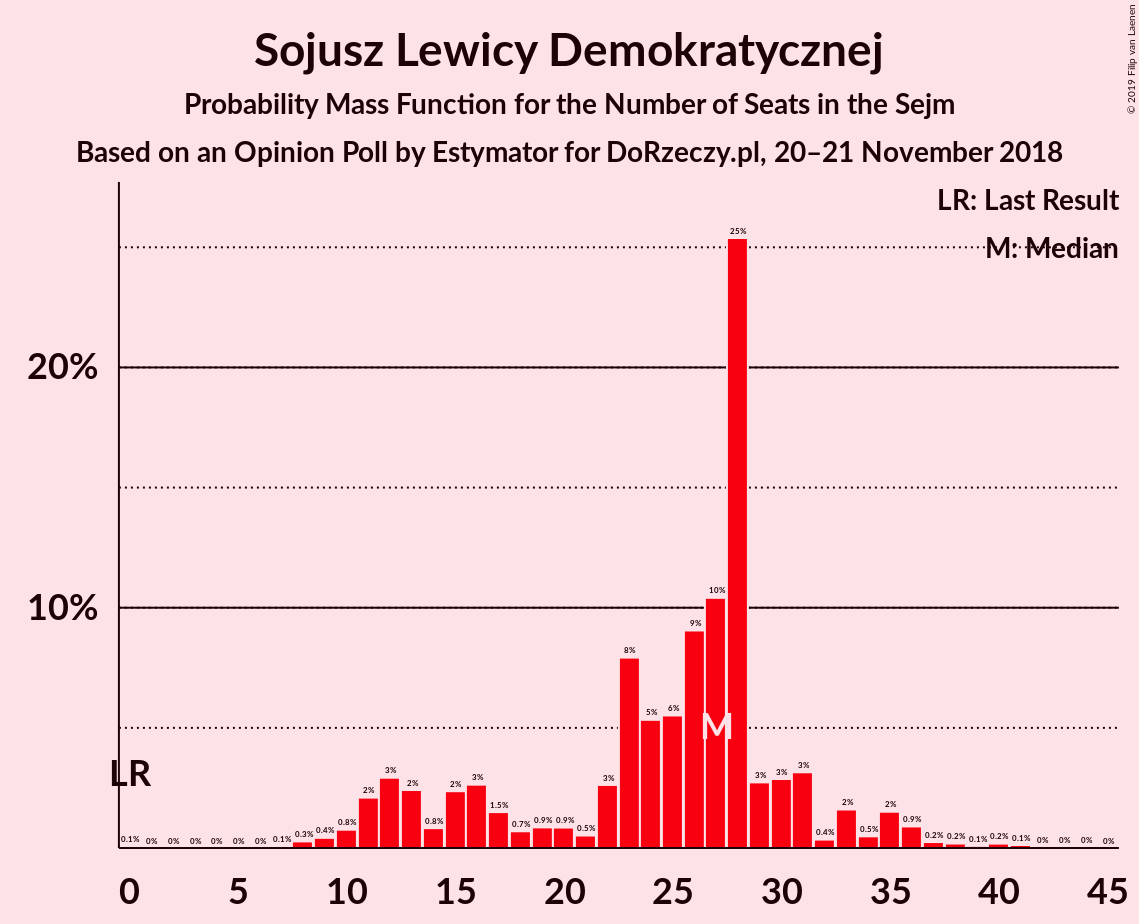 Sojusz Lewicy Demokratycznej
Probability Mass Function for the Number of Seats in the Sejm
Based on an Opinion Poll by Estymator for DoRzeczy.pl, 20–21 November 2018
© 2019 Filip van Laenen
LR: Last Result
M: Median
20%
10%
LR
M
0.1% 0% 0% 0% 0% 0% 0% 0.1% 0.3% 0.4% 0.8% 2% 3% 2% 0.8% 2% 3% 1.5% 0.7% 0.9% 0.9% 0.5% 3% 8% 5% 6% 9% 10% 25% 3% 3% 3% 0.4% 2% 0.5% 2% 0.9% 0.2% 0.2% 0.1% 0.2% 0.1% 0% 0% 0% 0%
0 5 10 15 20 25 30 35 40 45